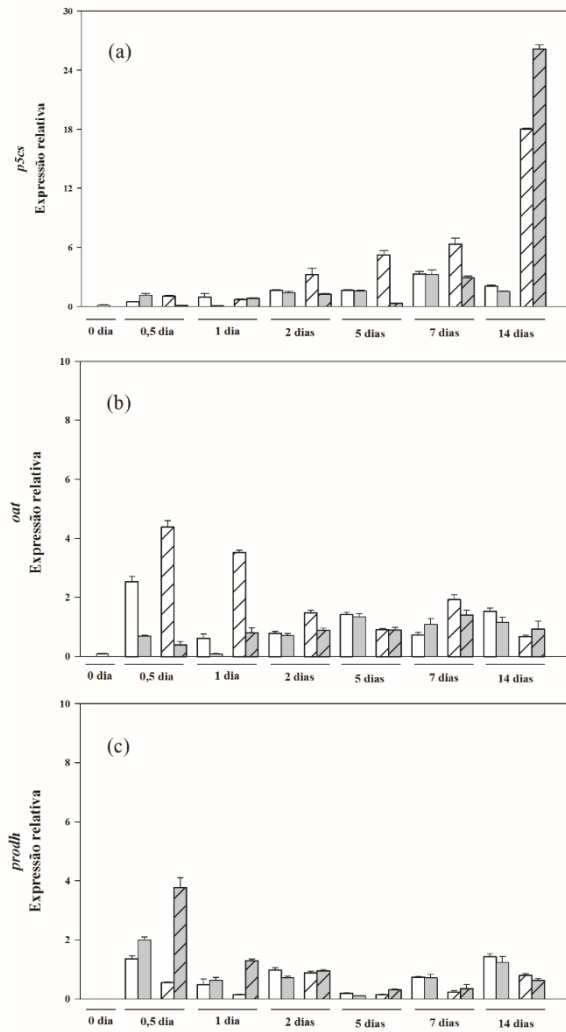 30
(a)
24
18
12
6
0
p5cs
Expressão relativa
0 dia 0,5 dia 1 dia 2 dias 5 dias 7 dias 14 dias
10
(b)
8
6
4
2
0
oat
Expressão relativa
0 dia 0,5 dia 1 dia 2 dias 5 dias 7 dias 14 dias
10
(c)
8
6
4
2
0
prodh
Expressão relativa
0 dia 0,5 dia 1 dia 2 dias 5 dias 7 dias 14 dias